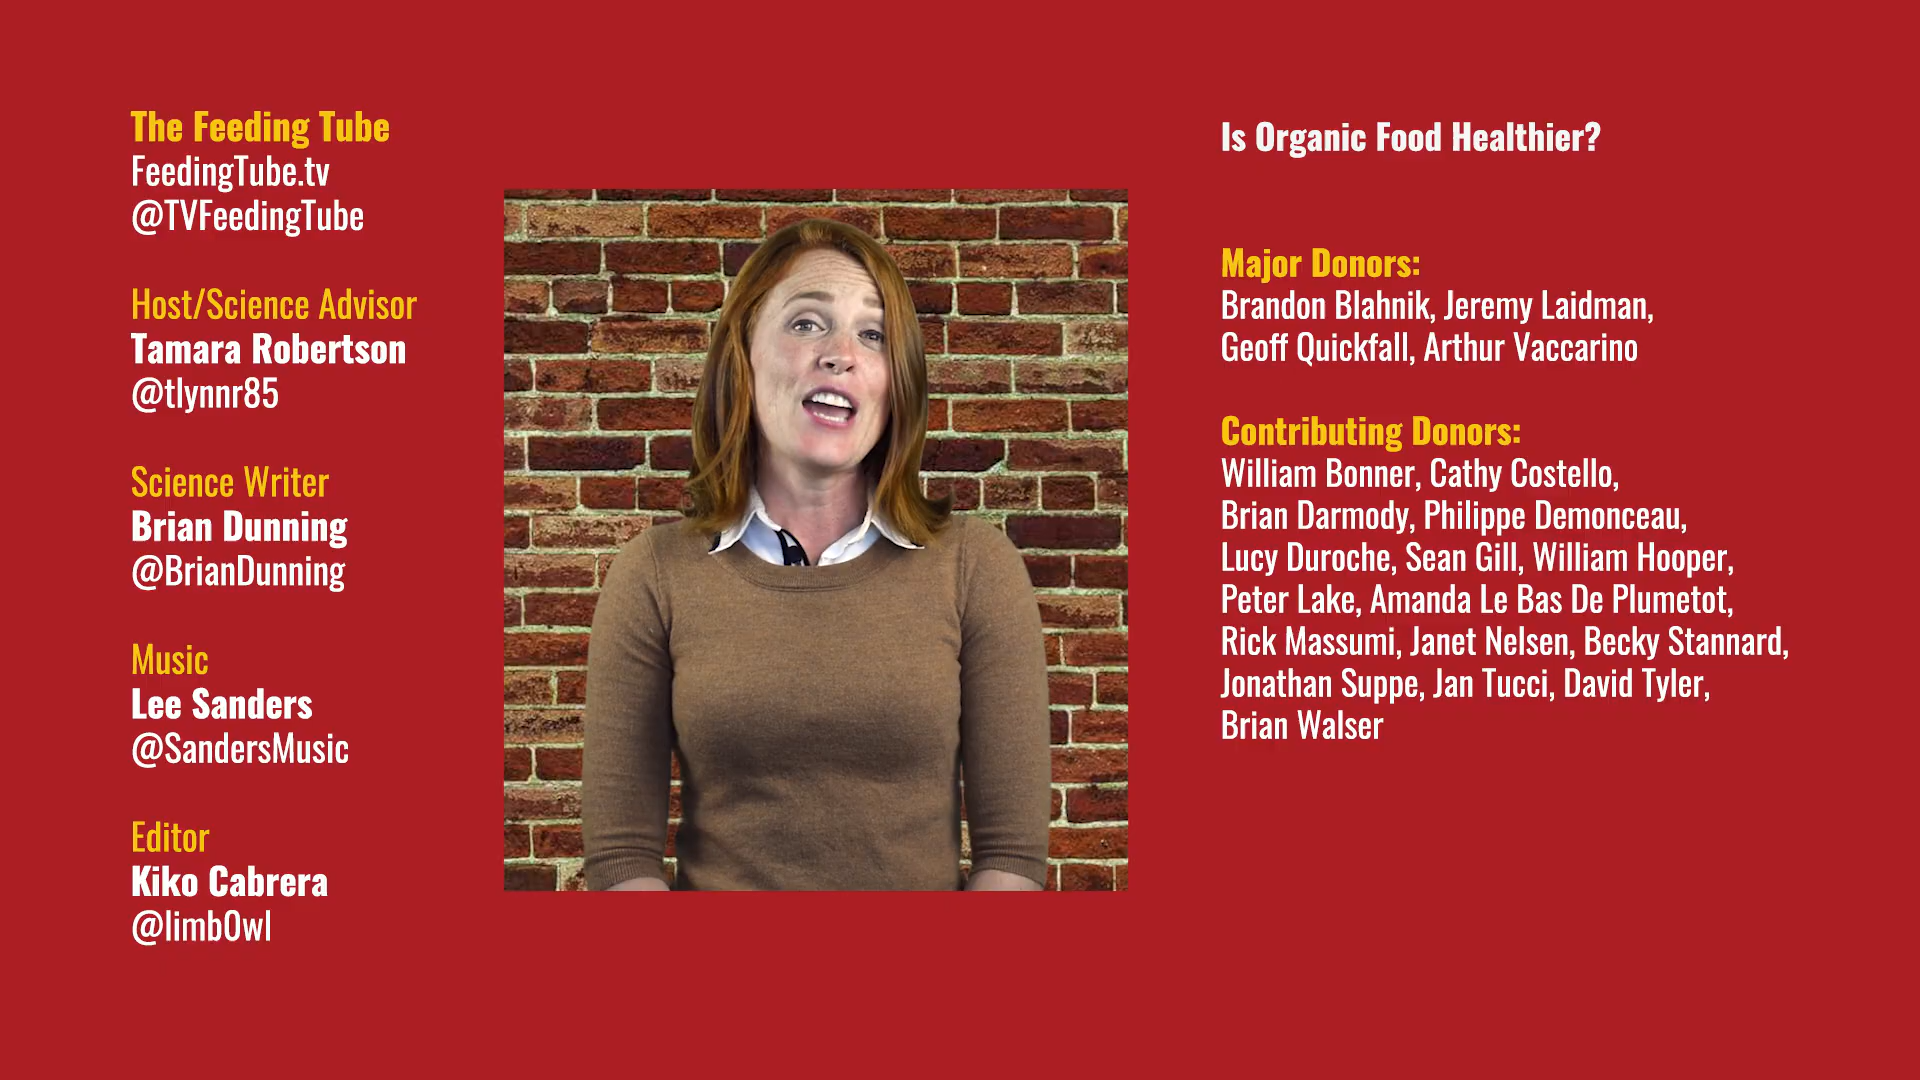 The Feeding Tube
FeedingTube.tv
@TVFeedingTube
Host/Science Advisor
Tamara Robertson
@tlynnr85
Science Writer
Brian Dunning
@BrianDunning
Music
Lee Sanders
@SandersMusic
Editor
Kiko Cabrera
@limb0wl
Is Organic Food Healthier?
Major Donors:
Brandon Blahnik, Jeremy Laidman,
Geoff Quickfall, Arthur Vaccarino
Contributing Donors:
William Bonner, Cathy Costello,
Brian Darmody, Philippe Demonceau,
Lucy Duroche, Sean Gill, William Hooper,
Peter Lake, Amanda Le Bas De Plumetot,
Rick Massumi, Janet Nelsen, Becky Stannard,
Jonathan Suppe, Jan Tucci, David Tyler,
Brian Walser